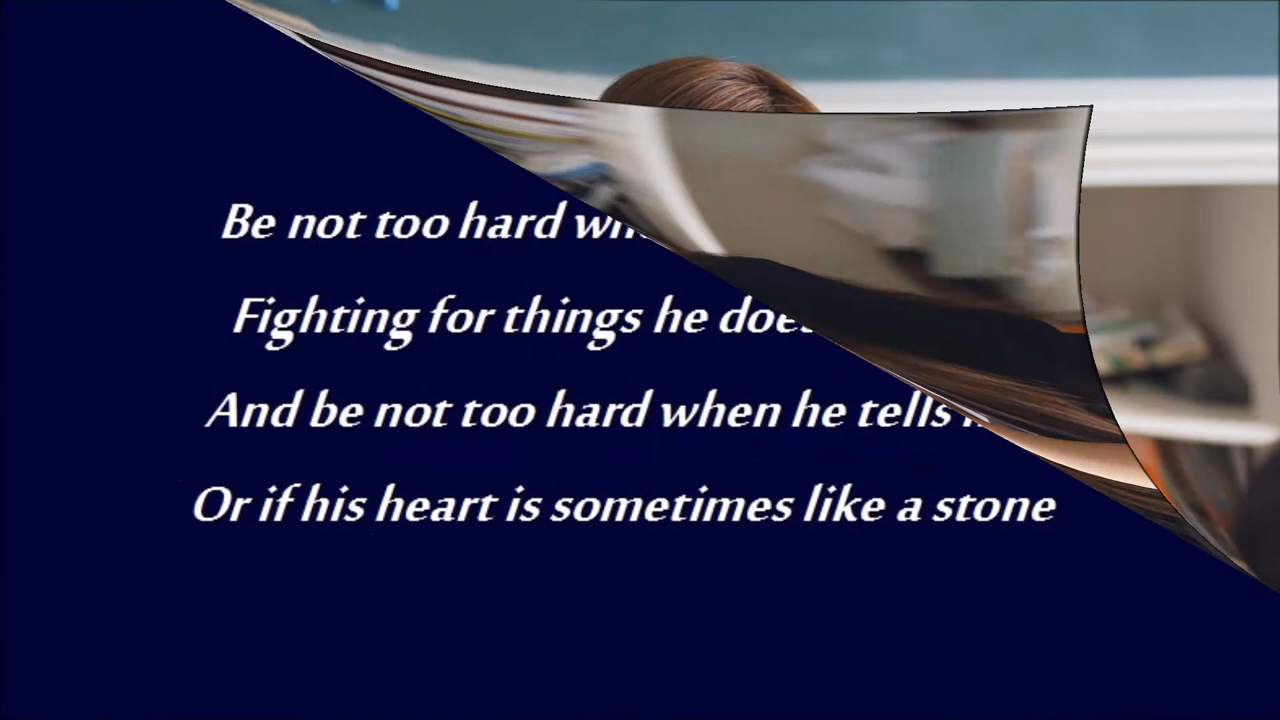 Be not too hard
Fighting for things he
And be not too hard when he tells
Or if his heart is sometimes like a stone